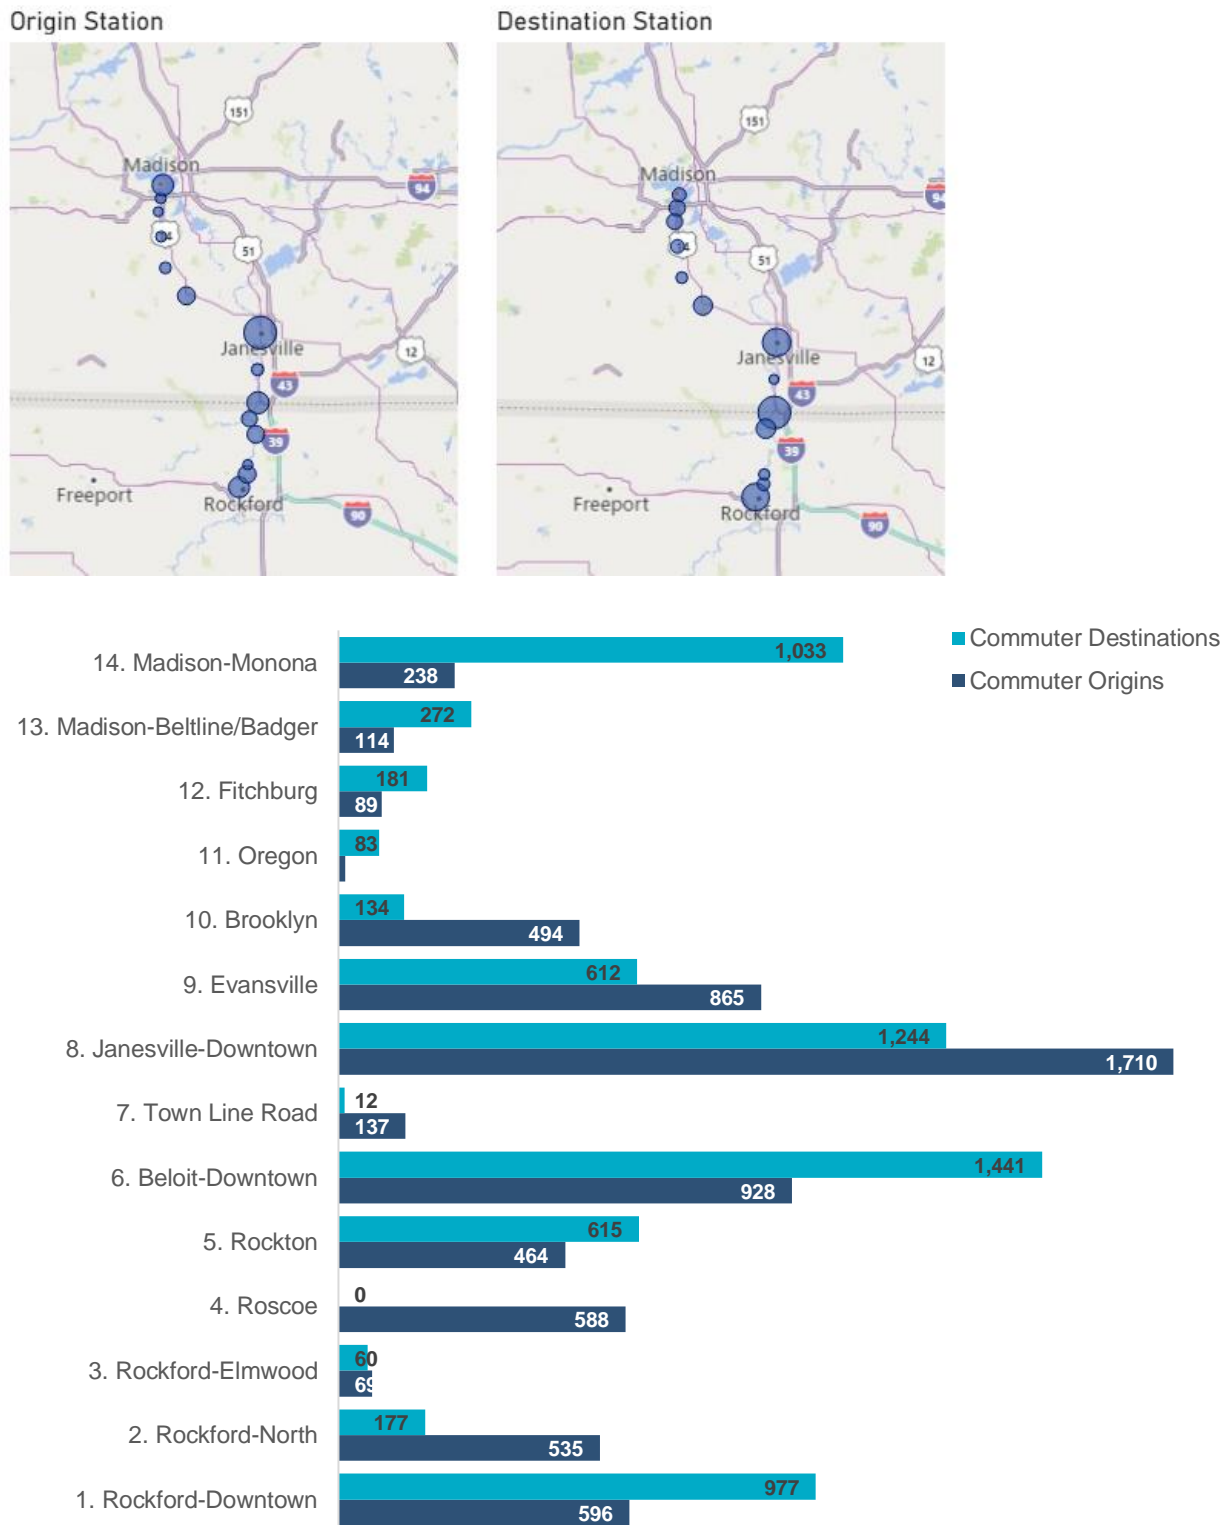 Origin Station
Destination Station
151
Madison
94
51
Janesville
12
43
39
Freeport
Rockford
90
151
Madison
51
Janesville
12
43
39
Freeport
Rockford
90
Commuter Destinations
Commuter Origins
14. Madison-Monona
1,033
238
13. Madison-Beltline/Badger
272
114
12. Fitchburg
181
89
11. Oregon
83
10. Brooklyn
134
494
9. Evansville
612
865
8. Janesville-Downtown
1,244
1,710
7. Town Line Road
12
137
6. Beloit-Downtown
1,441
928
5. Rockton
615
464
4. Roscoe
0
588
3. Rockford-Elmwood
60
69
2. Rockford-North
177
535
1. Rockford-Downtown
977
596